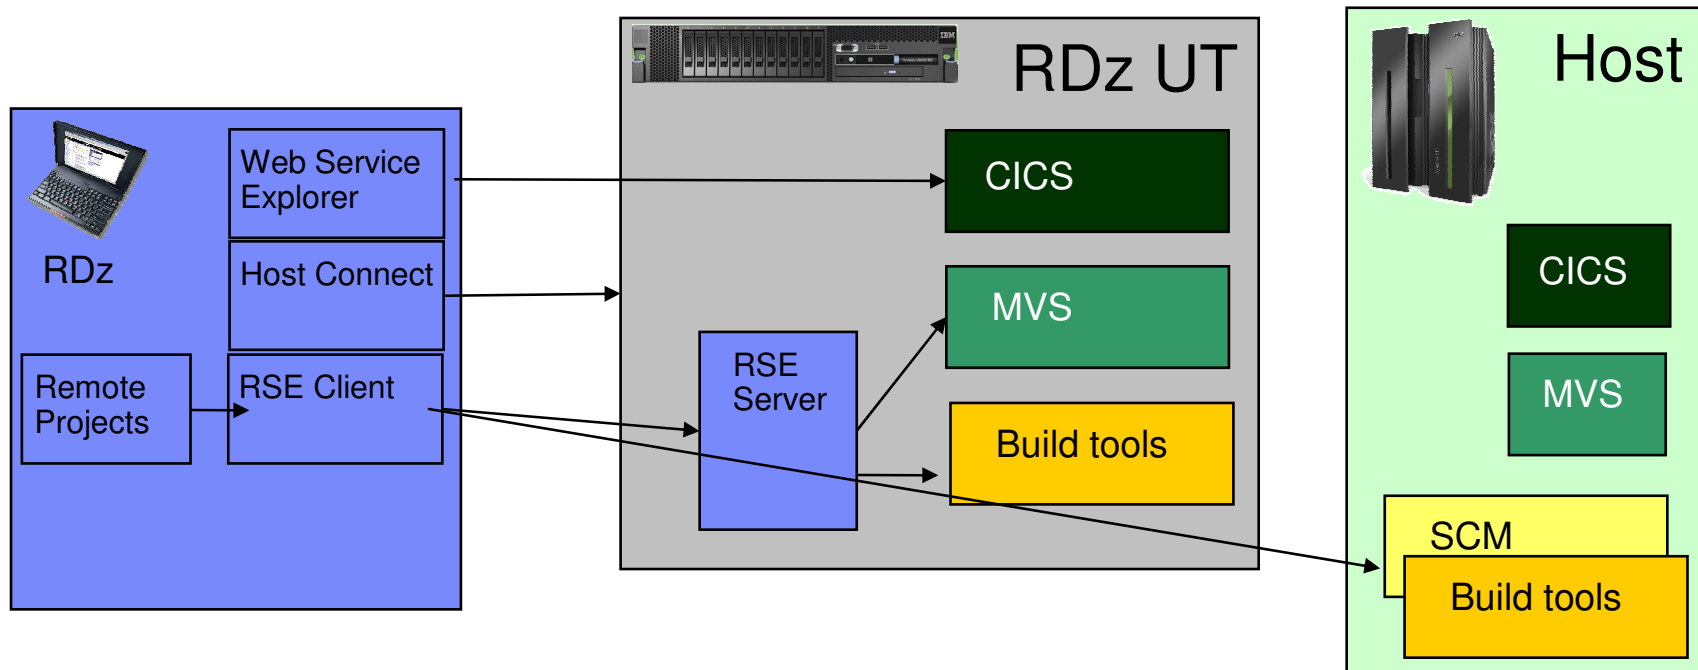 RDz
Web Service
Explorer
Host Connect
Remote
Projects
RSE Client
IBM
RDz UT
CICS
MVS
RSE
Server
Build tools
Host
CICS
MVS
SCM
Build tools